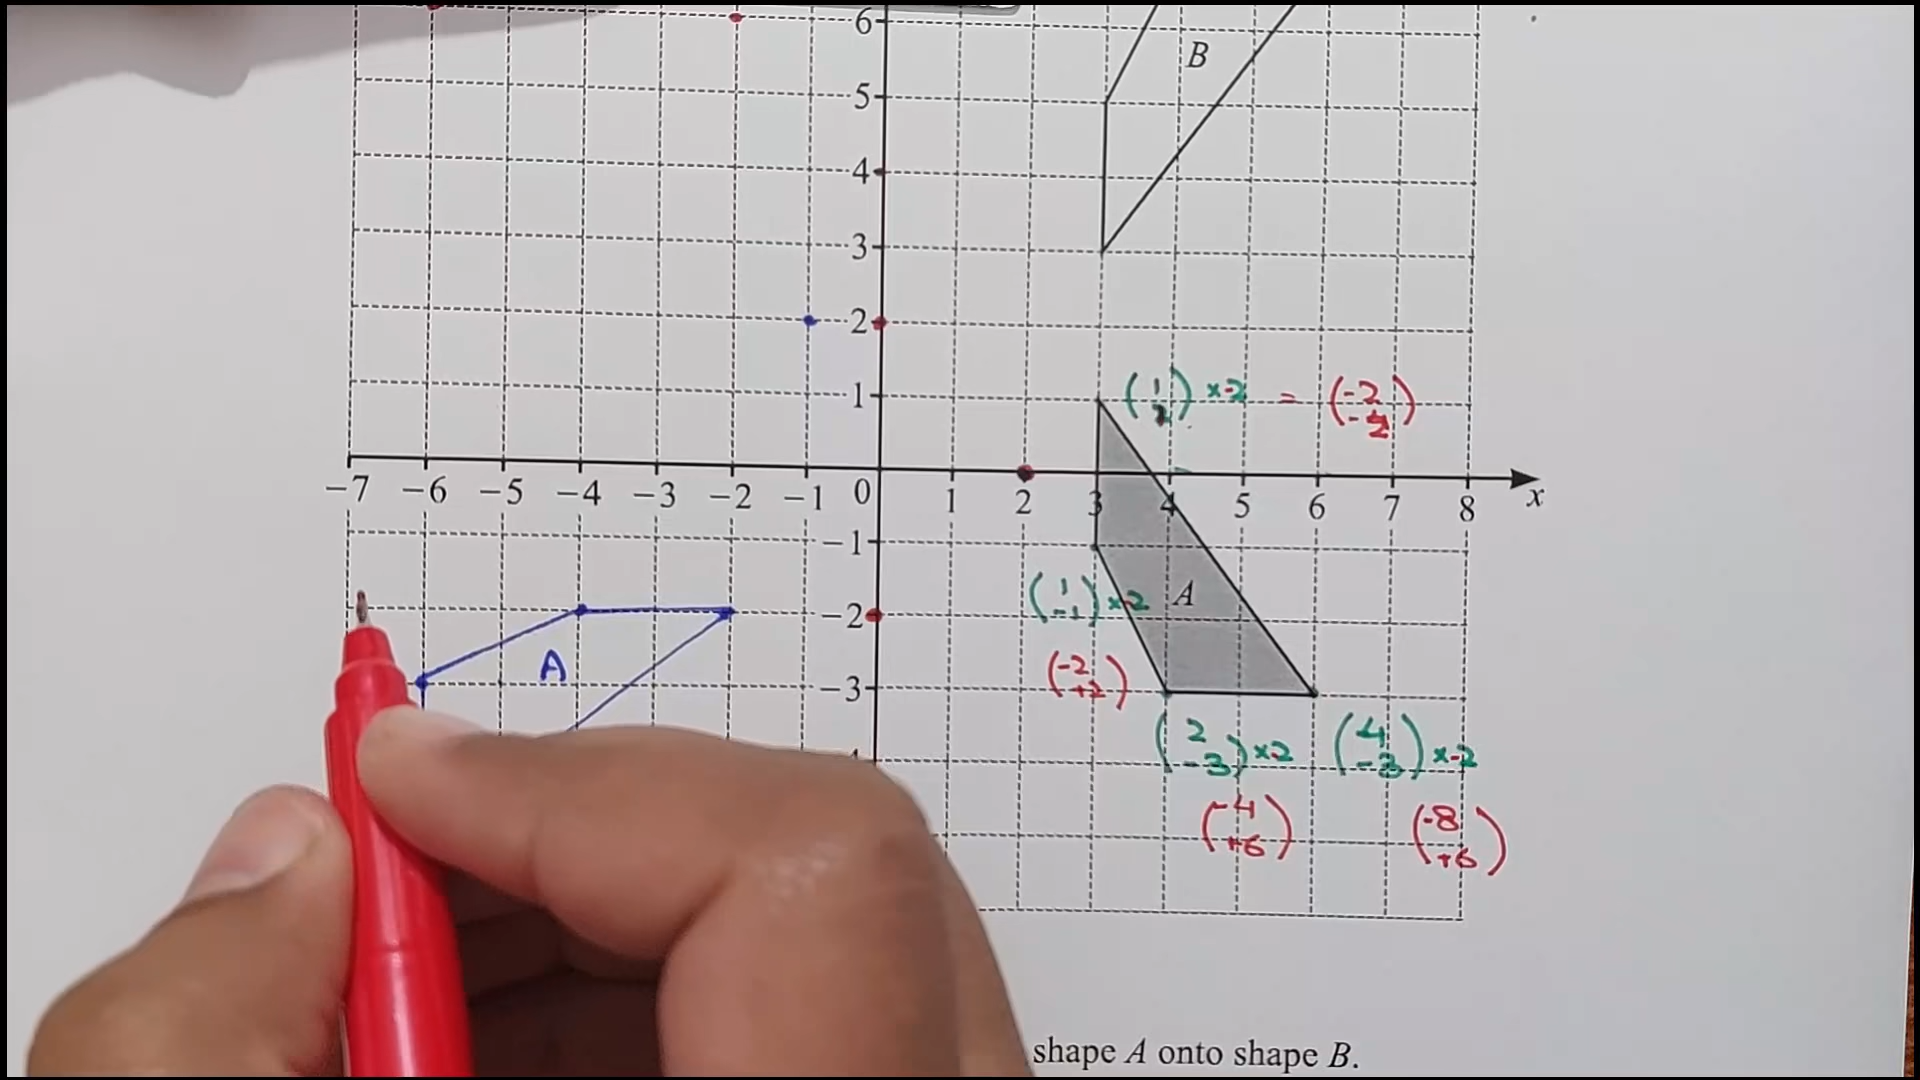 6
B
5
4
3
2
1
( 1 ) ×-2 = ( -2 )
-7 -6 -5 -4 -3 -2 -1 0 1 2 3 4 5 6 7 8 x
-1
( 1
-1 ) ×-2 A
-2
A
( -2
+2 )
-3
( 2
-3 ) ×2 ( 4
-3 ) ×-2
( -4
+6 ) ( -8
+6 )
shape A onto shape B.